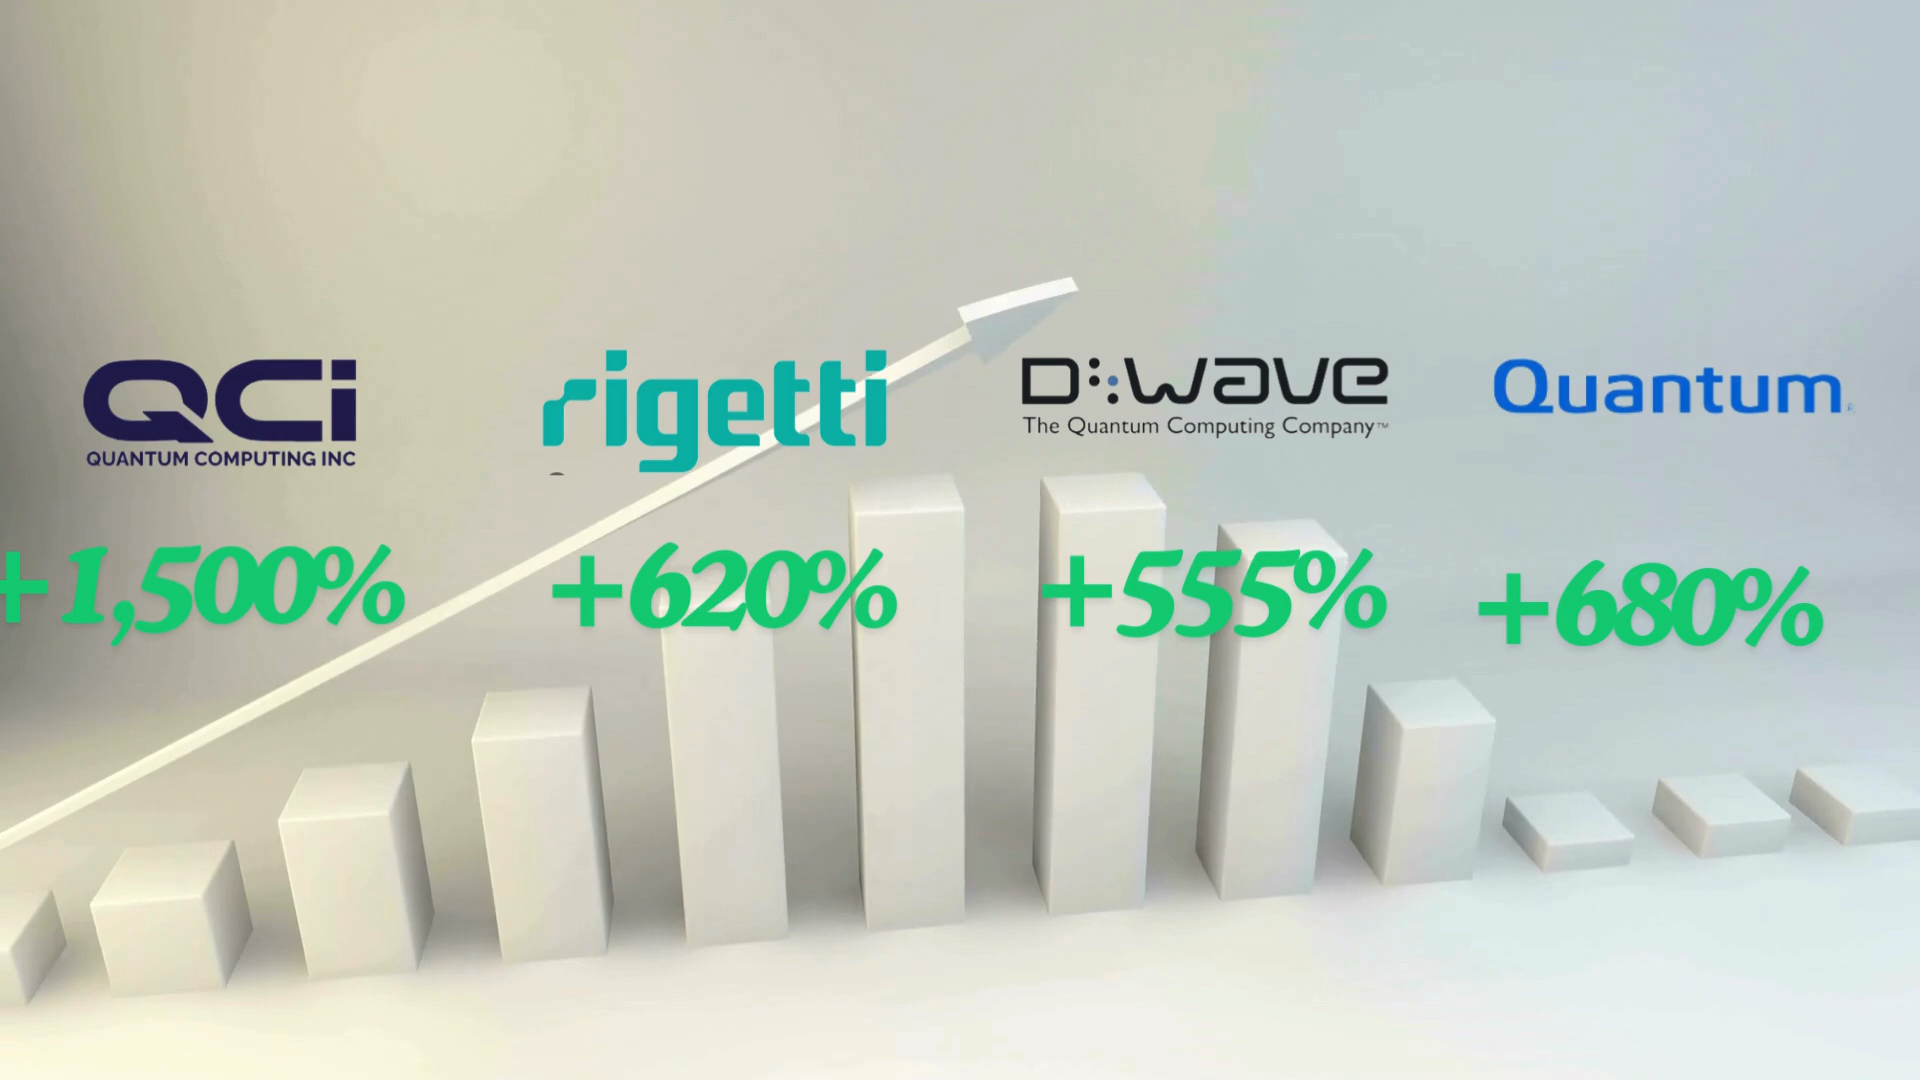 QCi
QUANTUM COMPUTING INC
rigetti
D:Wave
The Quantum Computing Company™
Quantum
+1,500%
+620%
+555%
+680%